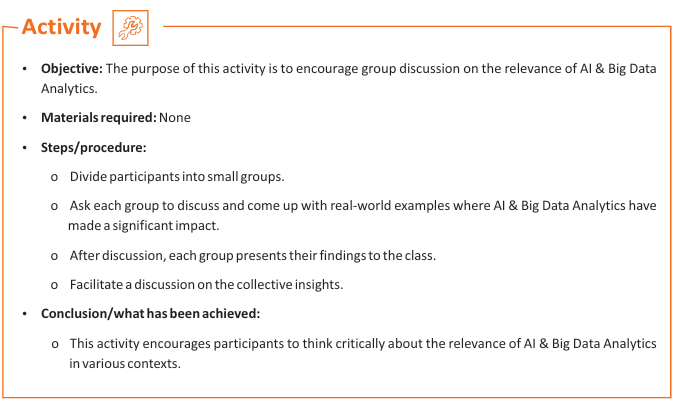 Activity
• Objective: The purpose of this activity is to encourage group discussion on the relevance of AI & Big Data
Analytics.
• Materials required: None
• Steps/procedure:
o Divide participants into small groups.
o Ask each group to discuss and come up with real-world examples where AI & Big Data Analytics have
made a significant impact.
o After discussion, each group presents their findings to the class.
o Facilitate a discussion on the collective insights.
• Conclusion/what has been achieved:
o This activity encourages participants to think critically about the relevance of AI & Big Data Analytics
in various contexts.